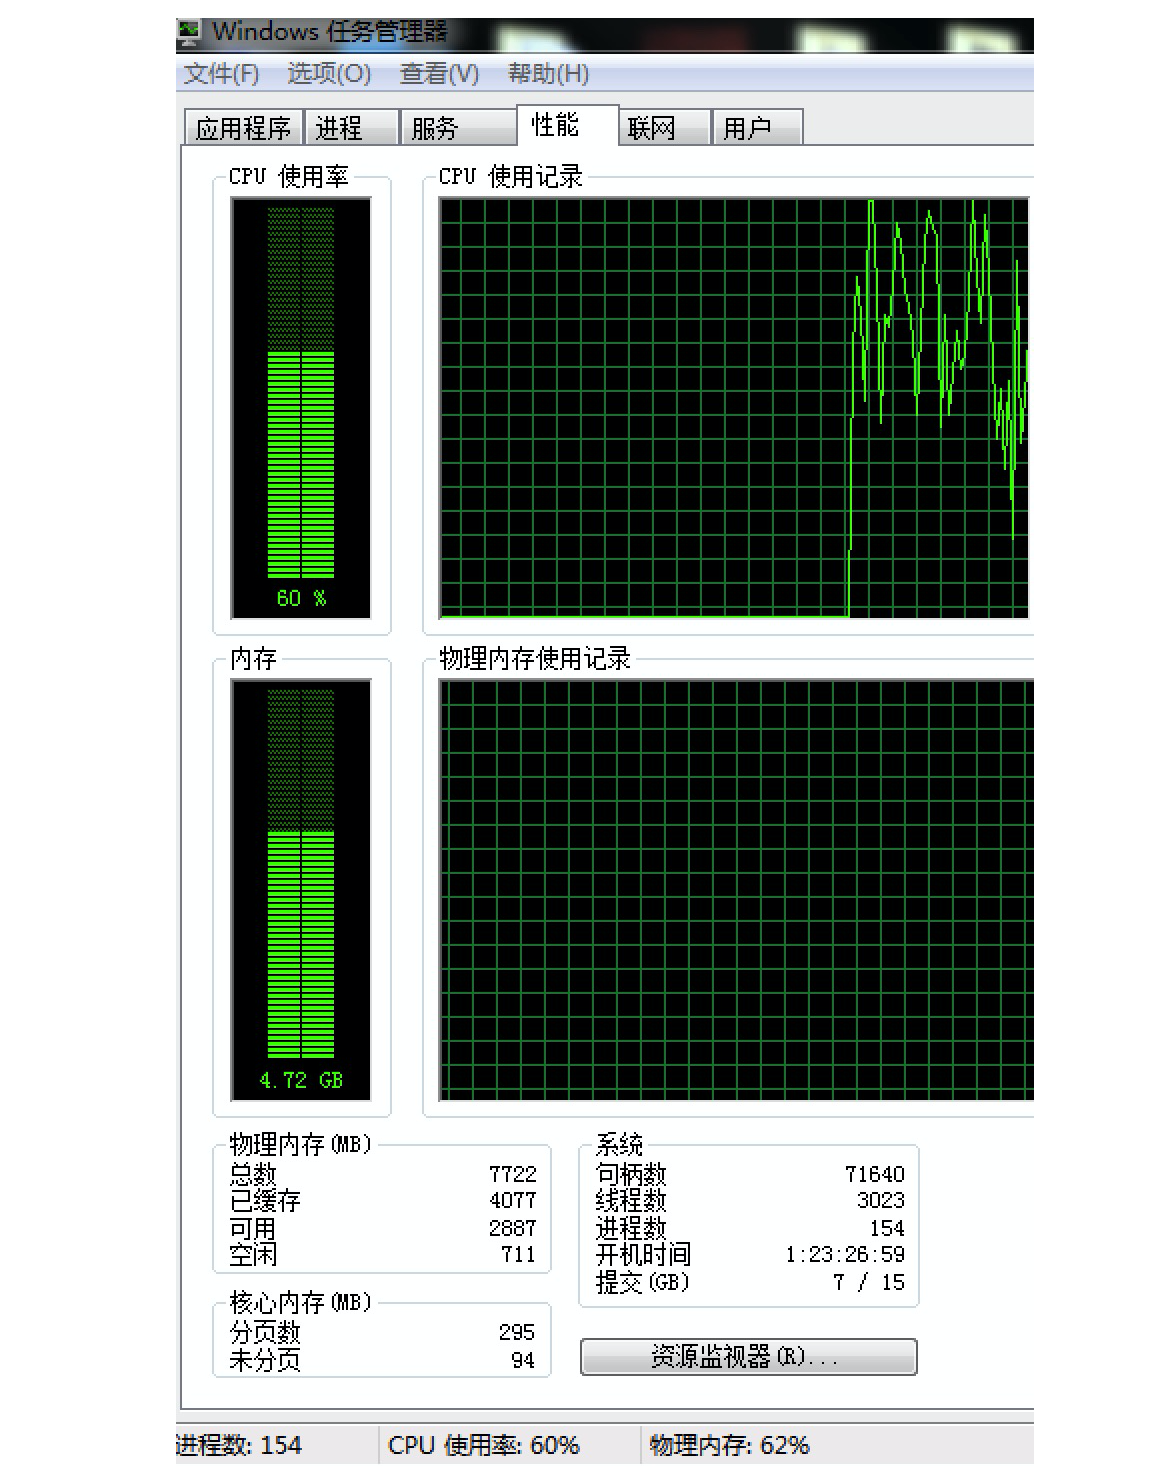 Windows 任务管理器
文件(F) 选项(O) 查看(V) 帮助(H)
应用程序 进程 服务 性能 联网 用户
CPU 使用率 CPU 使用记录
60 %
内存 物理内存使用记录
4.72 GB
物理内存(MB)
总数 7722
已缓存 4077
可用 2887
空闲 711
系统
句柄数 71640
线程数 3023
进程数 154
开机时间 1:23:26:59
提交(GB) 7 / 15
核心内存(MB)
分页数 295
未分页 94
资源监视器(R)...
进程数: 154 CPU 使用率: 60% 物理内存: 62%